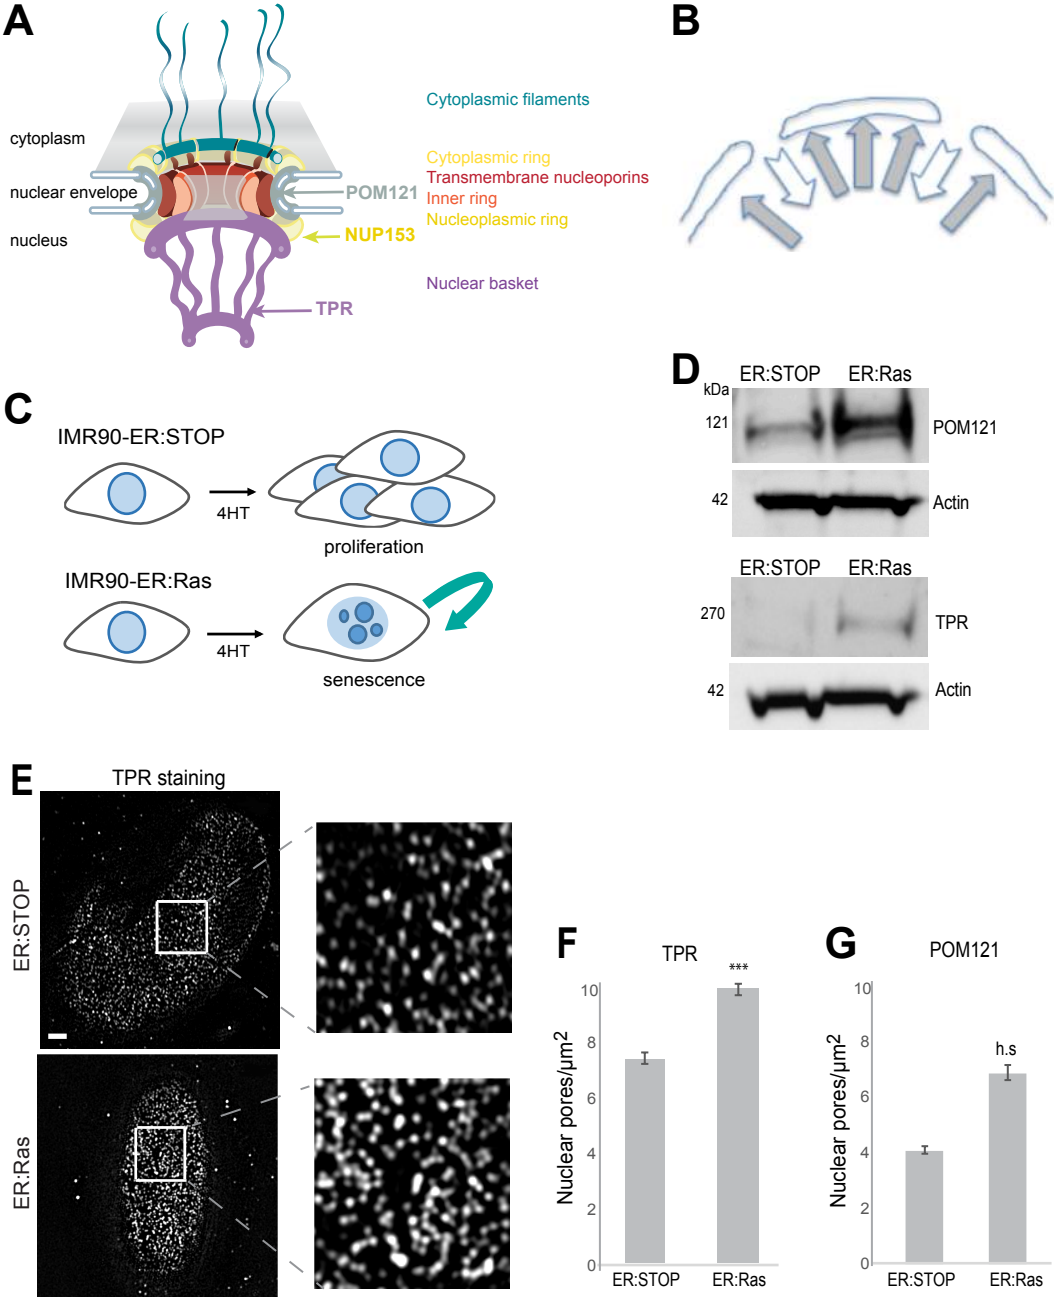 A
cytoplasm
nuclear envelope
nucleus
Cytoplasmic filaments
Cytoplasmic ring
Transmembrane nucleoporins
POM121
Inner ring
Nucleoplasmic ring
NUP153
Nuclear basket
TPR
B
C
IMR90-ER:STOP
4HT
proliferation
IMR90-ER:Ras
4HT
senescence
D
ER:STOP ER:Ras
kDa
121
POM121
42
Actin
ER:STOP ER:Ras
270
TPR
42
Actin
E
TPR staining
ER:STOP
ER:Ras
F
TPR
***
Nuclear pores/µm2
10
8
6
4
2
0
ER:STOP
ER:Ras
G
POM121
h.s
Nuclear pores/µm2
10
8
6
4
2
0
ER:STOP
ER:Ras